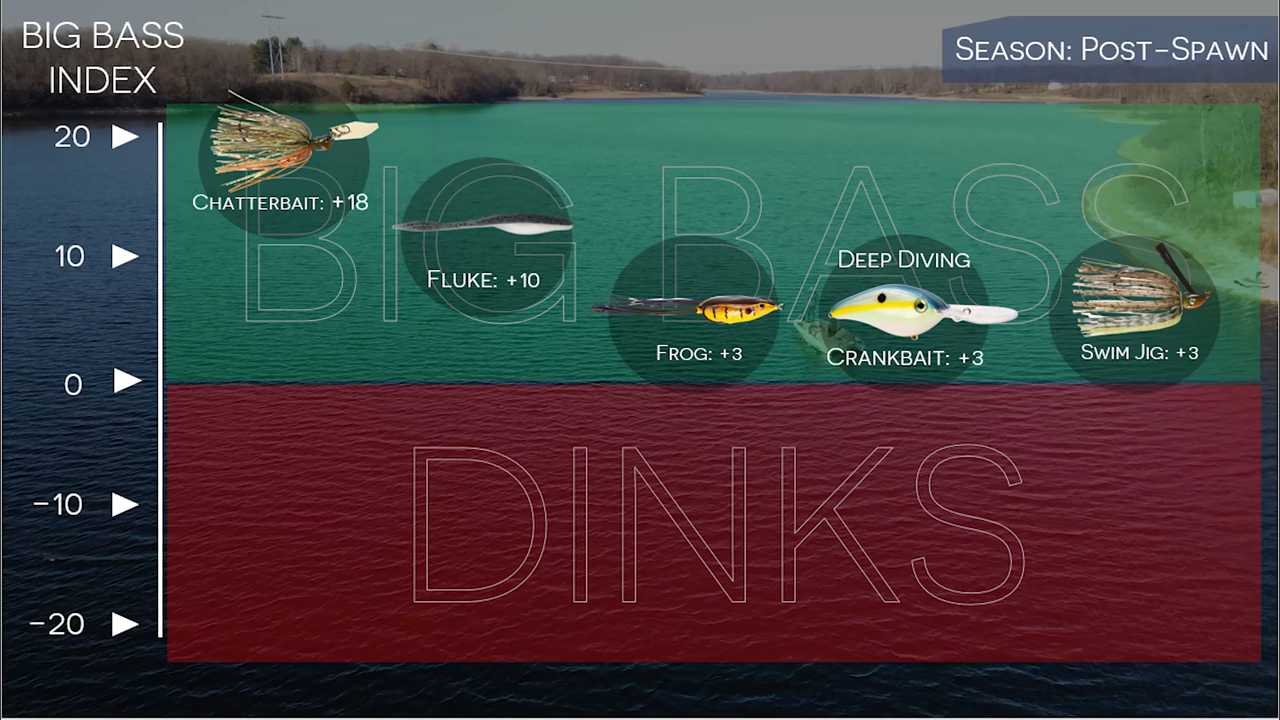 BIG BASS
INDEX
SEASON: POST-SPAWN
20
10
0
-10
-20
BIG BASS
CHATTERBAIT: +18
FLUKE: +10
FROG: +3
DEEP DIVING
CRANKBAIT: +3
SWIM JIG: +3
DINKS